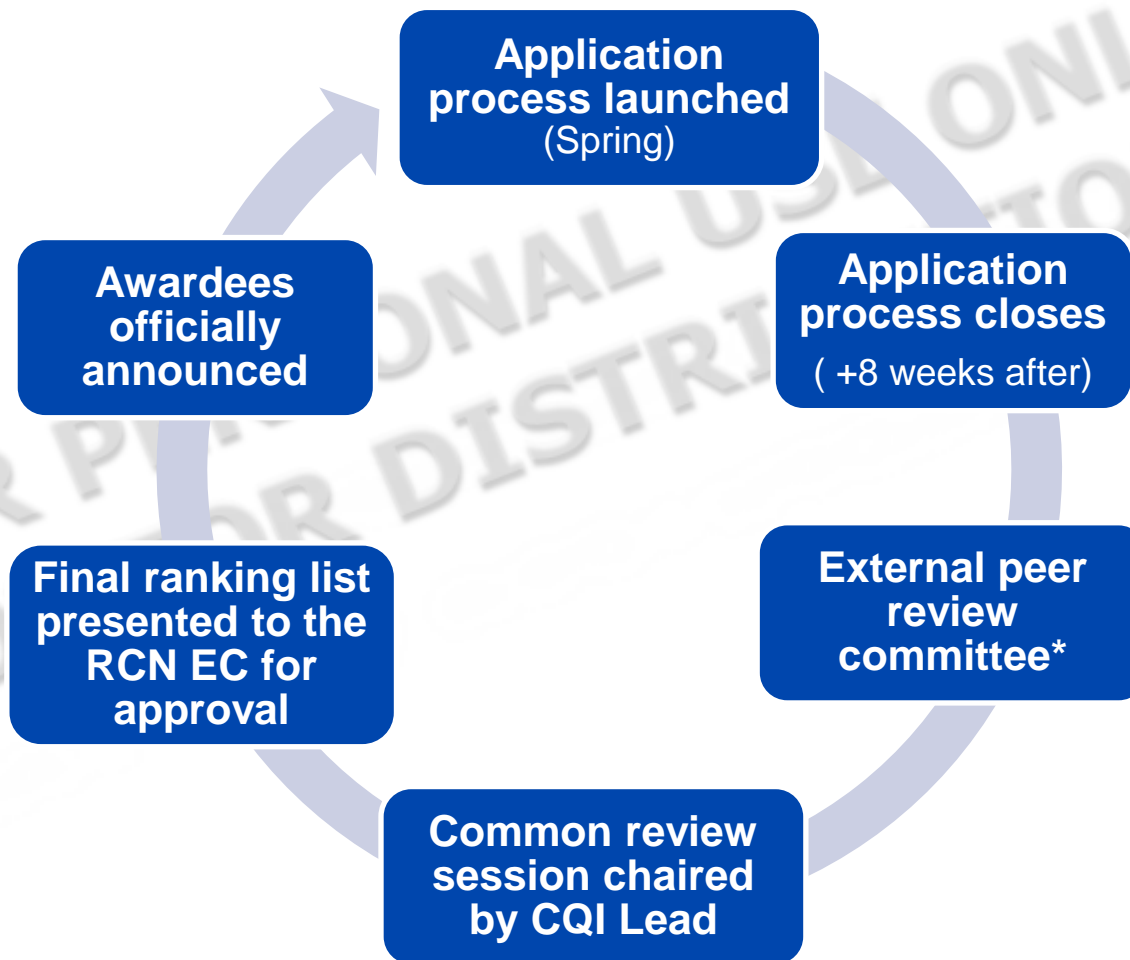 Application
process launched
(Spring)
Application
process closes
( +8 weeks after)
External peer
review
committee*
Common review
session chaired
by CQI Lead
Final ranking list
presented to the
RCN EC for
approval
Awardees
officially
announced